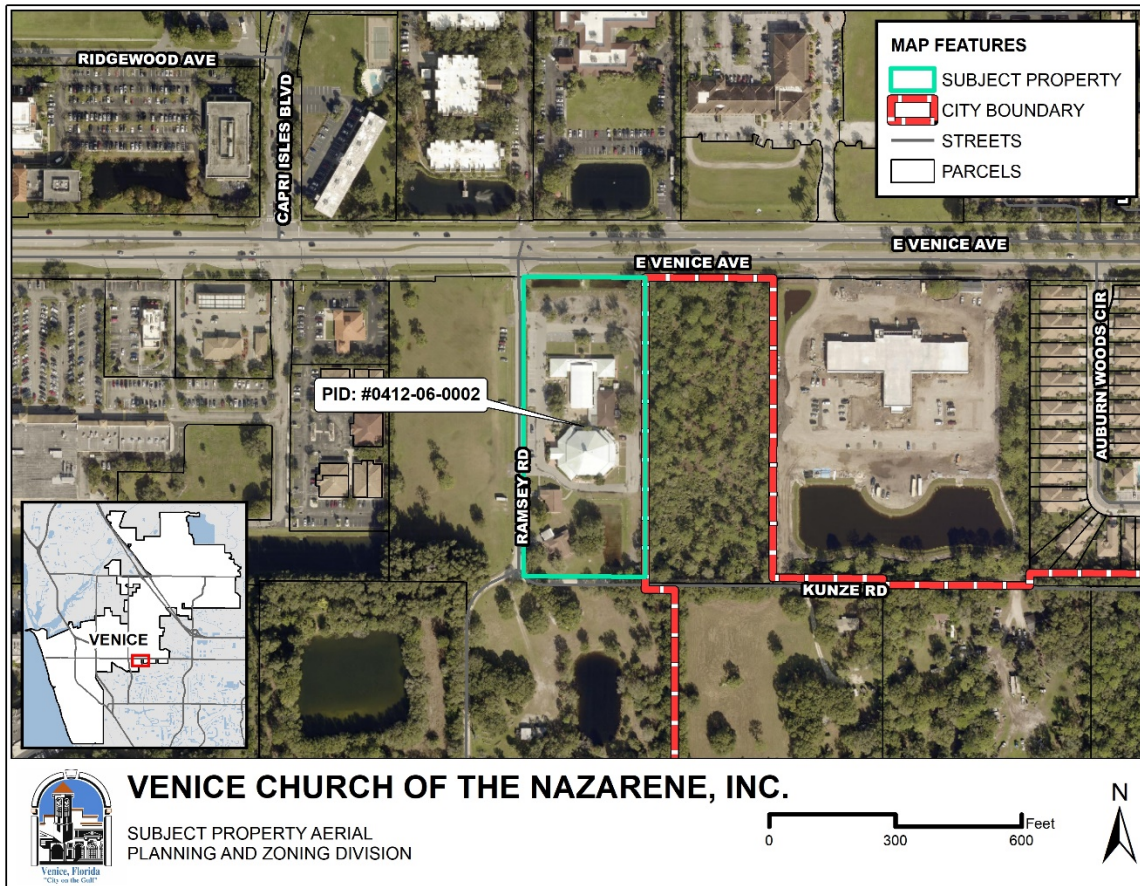 RIDGEWOOD AVE
CAPRI ISLES BLVD
MAP FEATURES
SUBJECT PROPERTY
CITY BOUNDARY
STREETS
PARCELS
E VENICE AVE
E VENICE AVE
PID: #0412-06-0002
RAMSEY RD
AUBURN WOODS CIR
KUNZE RD
VENICE
VENICE CHURCH OF THE NAZARENE, INC.
SUBJECT PROPERTY AERIAL
PLANNING AND ZONING DIVISION
Venice, Florida
"City on the Gulf"
0 300 600 Feet
N